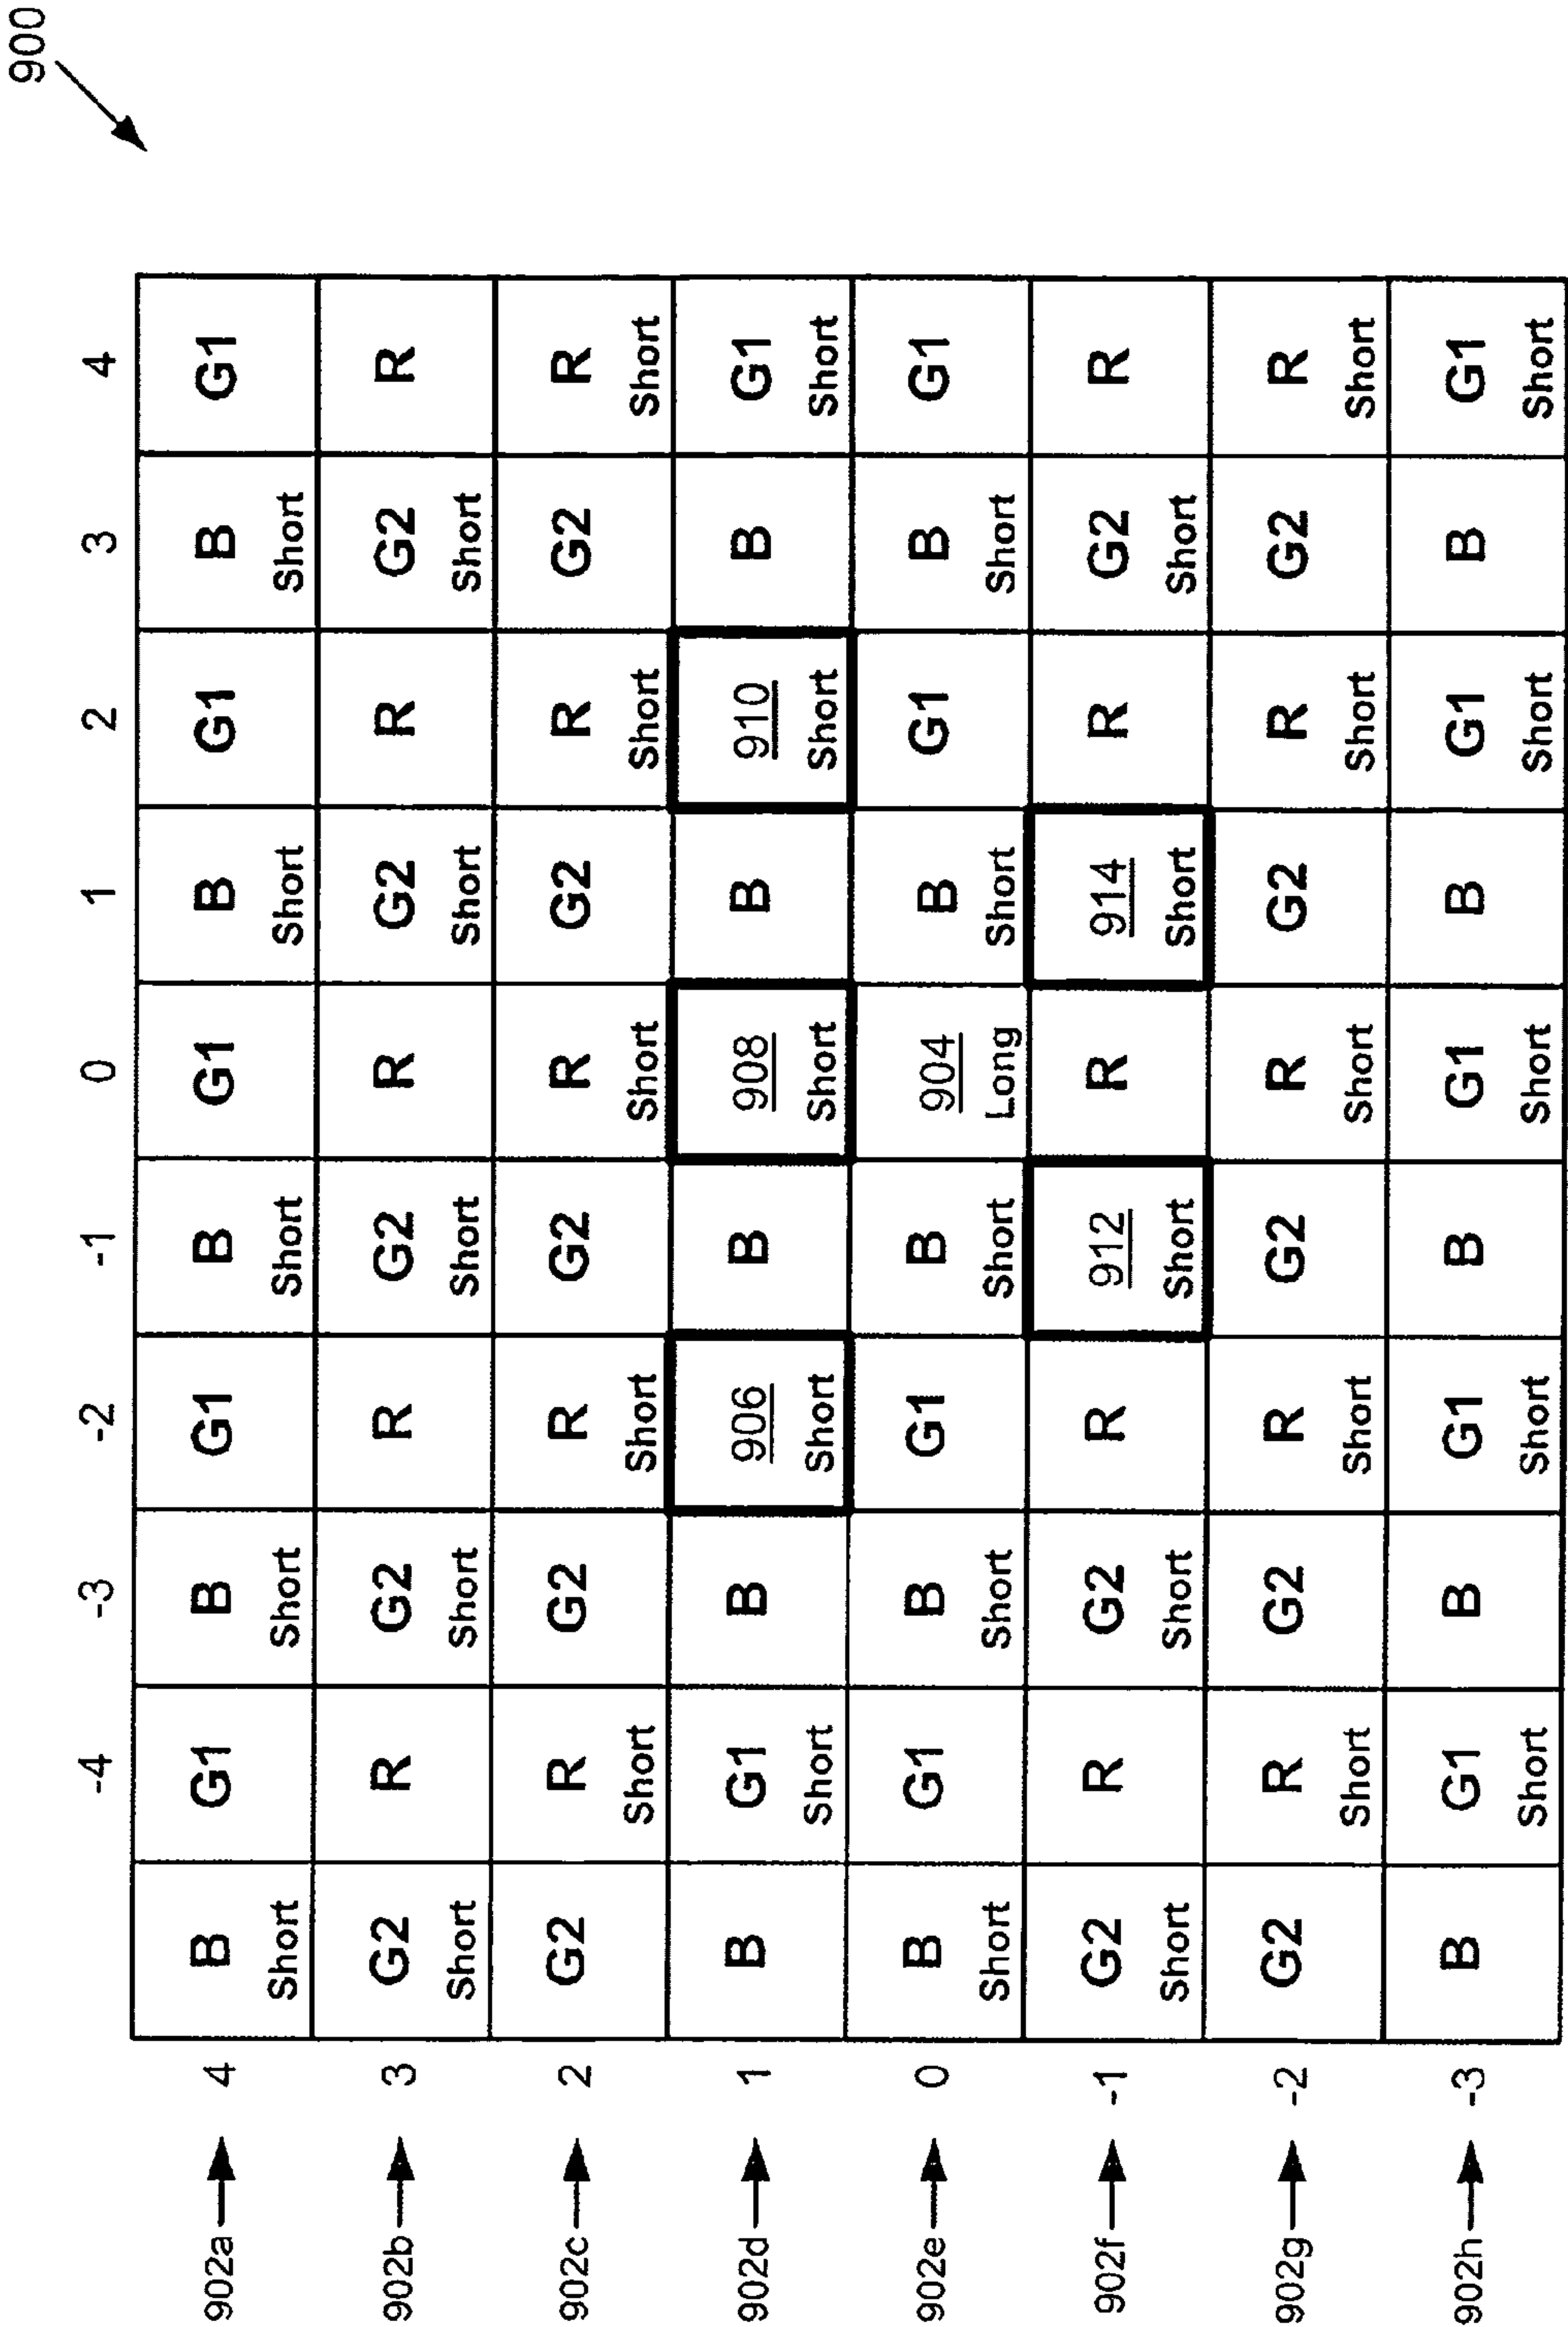 900
-4 -3 -2 -1 0 1 2 3 4
902a 4 B G1 B G1 B G1 B G1 B G1
Short Short Short Short Short
902b 3 G2 R G2 R G2 R G2 R G2 R
Short Short Short Short Short
902c 2 G2 R G2 R G2 R G2 R G2 R
Short Short Short Short Short
902d 1 B G1 B 906 B 908 B 910 B G1
Short Short Short Short Short
902e 0 B G1 B G1 B 904 B G1 B G1
Short Short Short Long Short Short
902f -1 G2 R G2 R 912 R 914 R G2 R
Short Short Short Short Short
902g -2 G2 R G2 R G2 R G2 R G2 R
Short Short Short Short Short
902h -3 B G1 B G1 B G1 B G1 B G1
Short Short Short Short Short